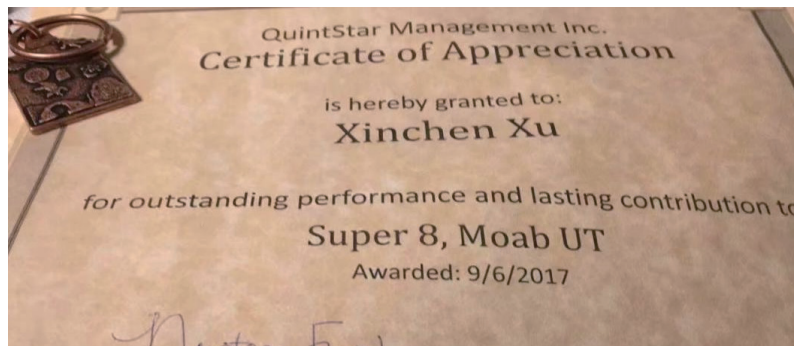 QuintStar Management Inc.
Certificate of Appreciation
is hereby granted to:
Xinchen Xu
for outstanding performance and lasting contribution to
Super 8, Moab UT
Awarded: 9/6/2017